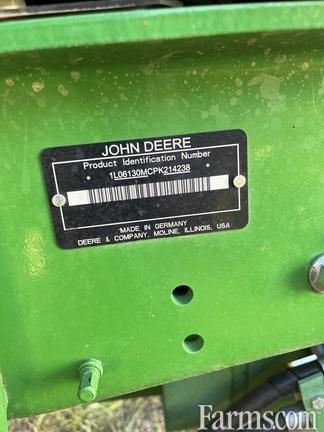 JOHN DEERE
Product Identification Number
1L06130MCPK214238
MADE IN GERMANY
DEERE & COMPANY, MOLINE, ILLINOIS, USA
Farms.com